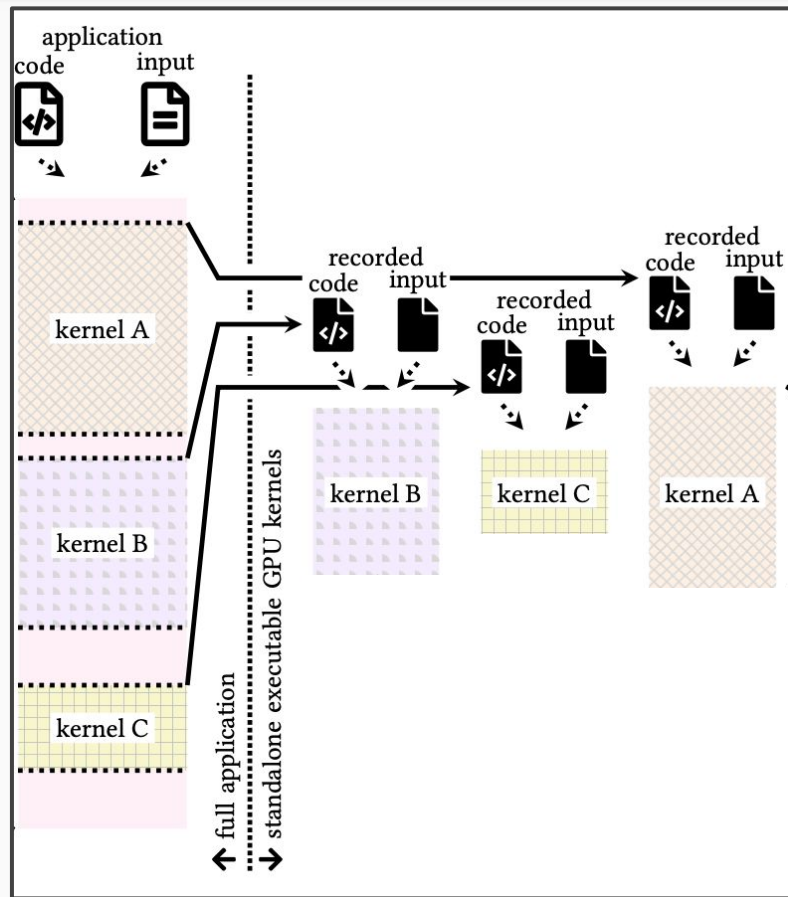 application
code input
kernel A
kernel B
kernel C
full application
standalone executable GPU kernels
recorded
code input
kernel B
recorded
code input
kernel C
recorded
code input
kernel A